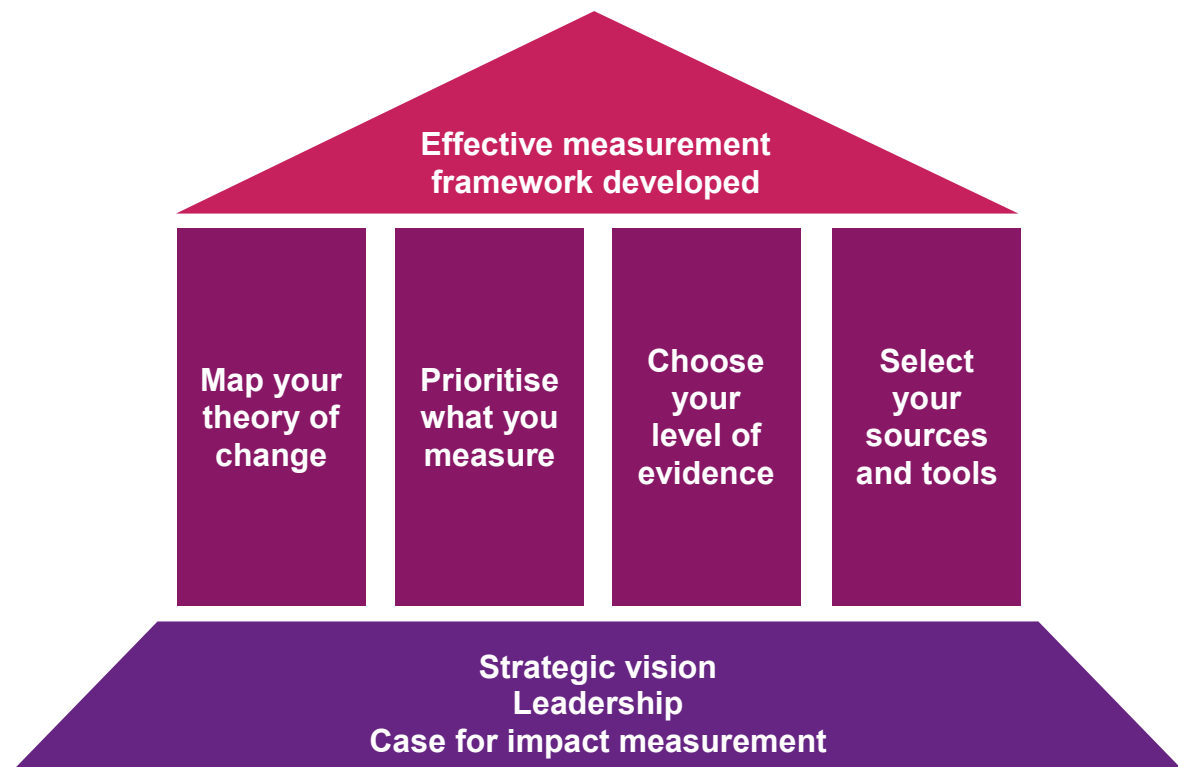 Effective measurement
framework developed
Map your
theory of
change
Prioritise
what you
measure
Choose
your
level of
evidence
Select
your
sources
and tools
Strategic vision
Leadership
Case for impact measurement